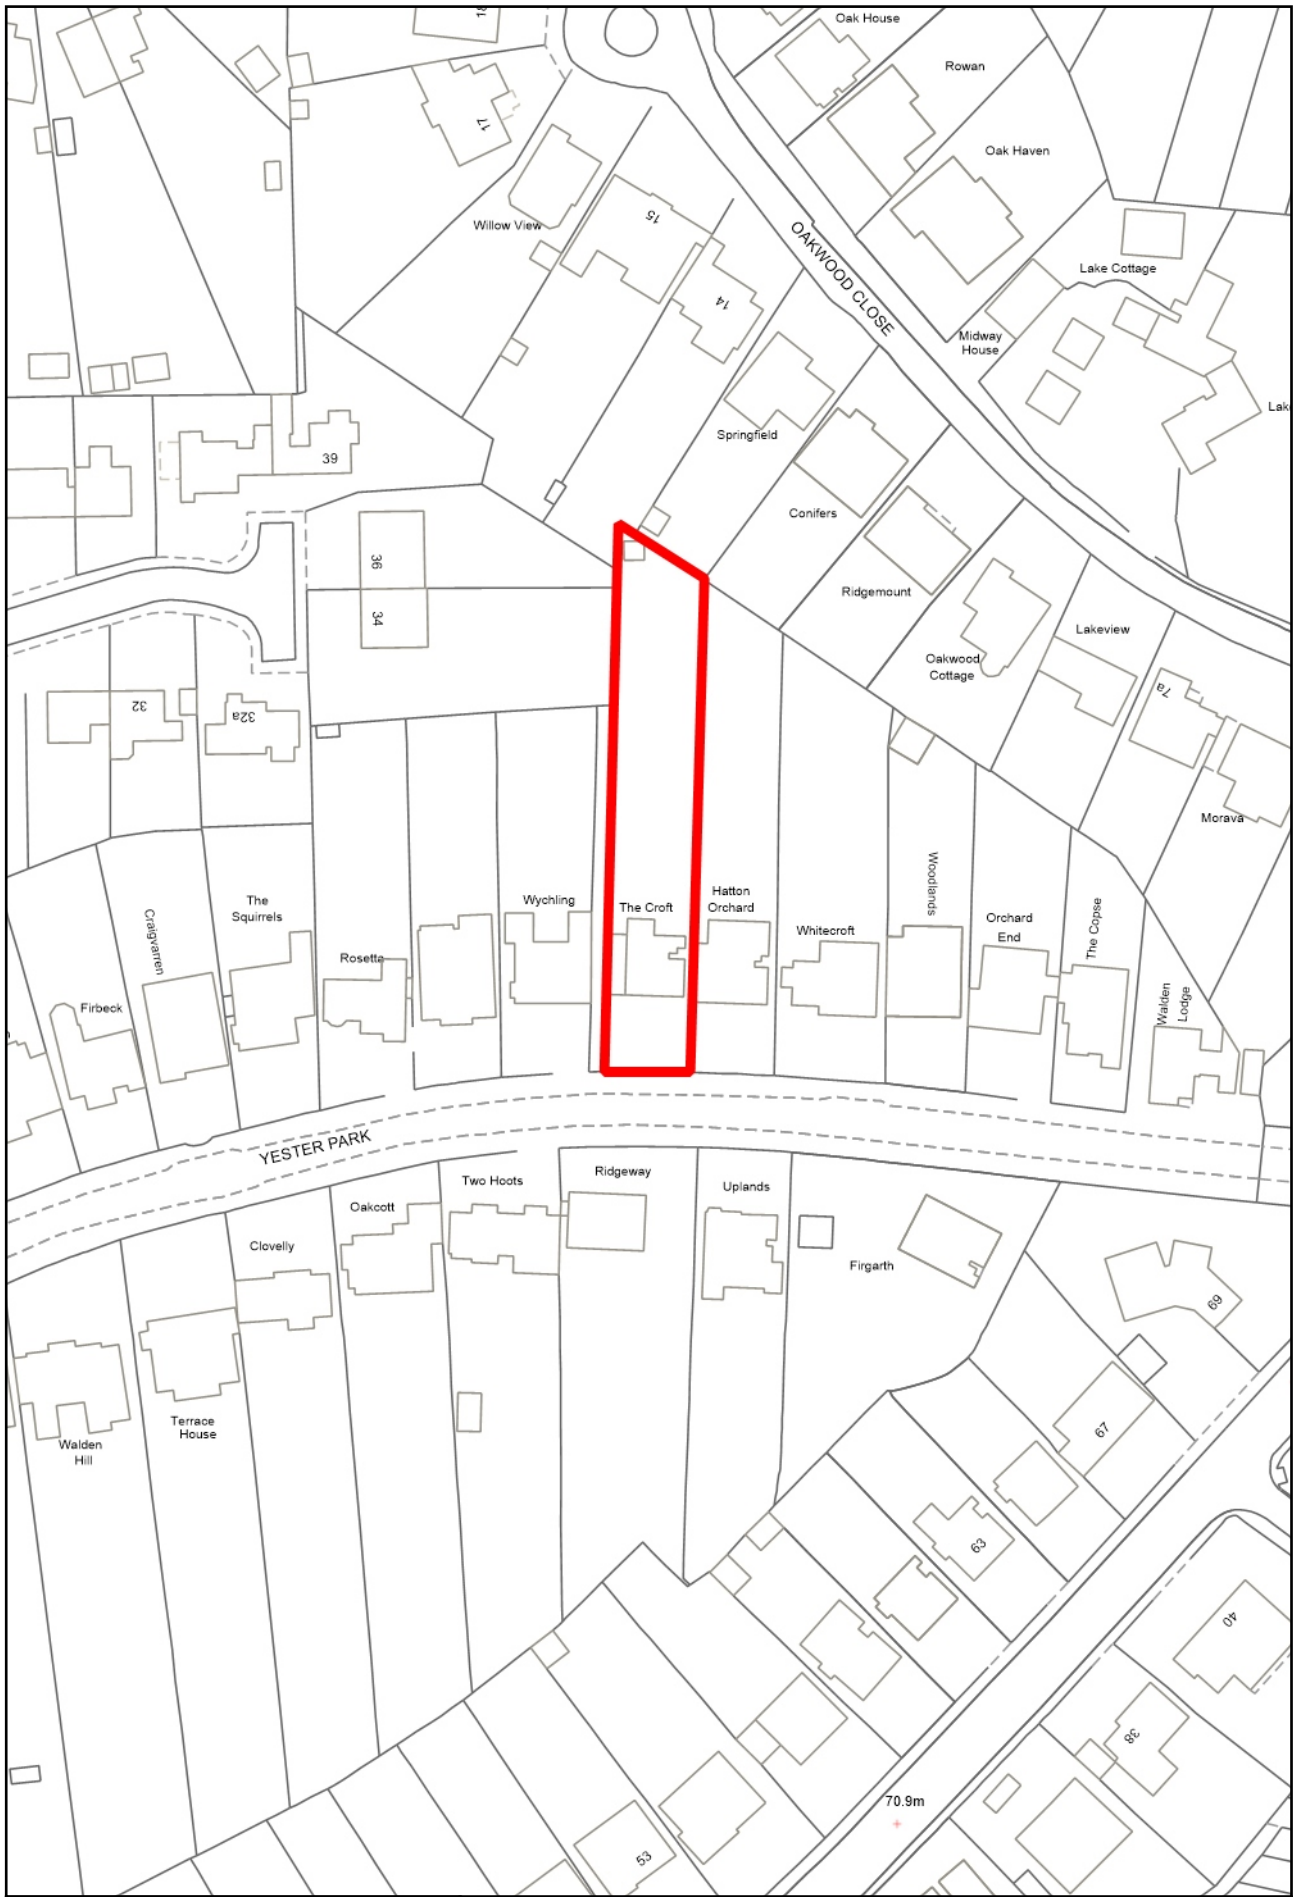 18
Oak House
Rowan
17
Oak Haven
15
Willow View
OAKWOOD CLOSE
Lake Cottage
14
Midway
House
Springfield
39
Conifers
36
Ridgemount
34
Lakeview
Oakwood
Cottage
7a
32
32a
Morava
Woodlands
Hatton
Orchard
The
Squirrels
Wychling
The Croft
Craigvarren
Orchard
End
The Copse
Whitecroft
Rosetta
Firbeck
Walden
Lodge
YESTER PARK
Ridgeway
Two Hoots
Uplands
Oakcott
Clovelly
Firgarth
69
Terrace
House
67
Walden
Hill
63
40
38
70.9m
53